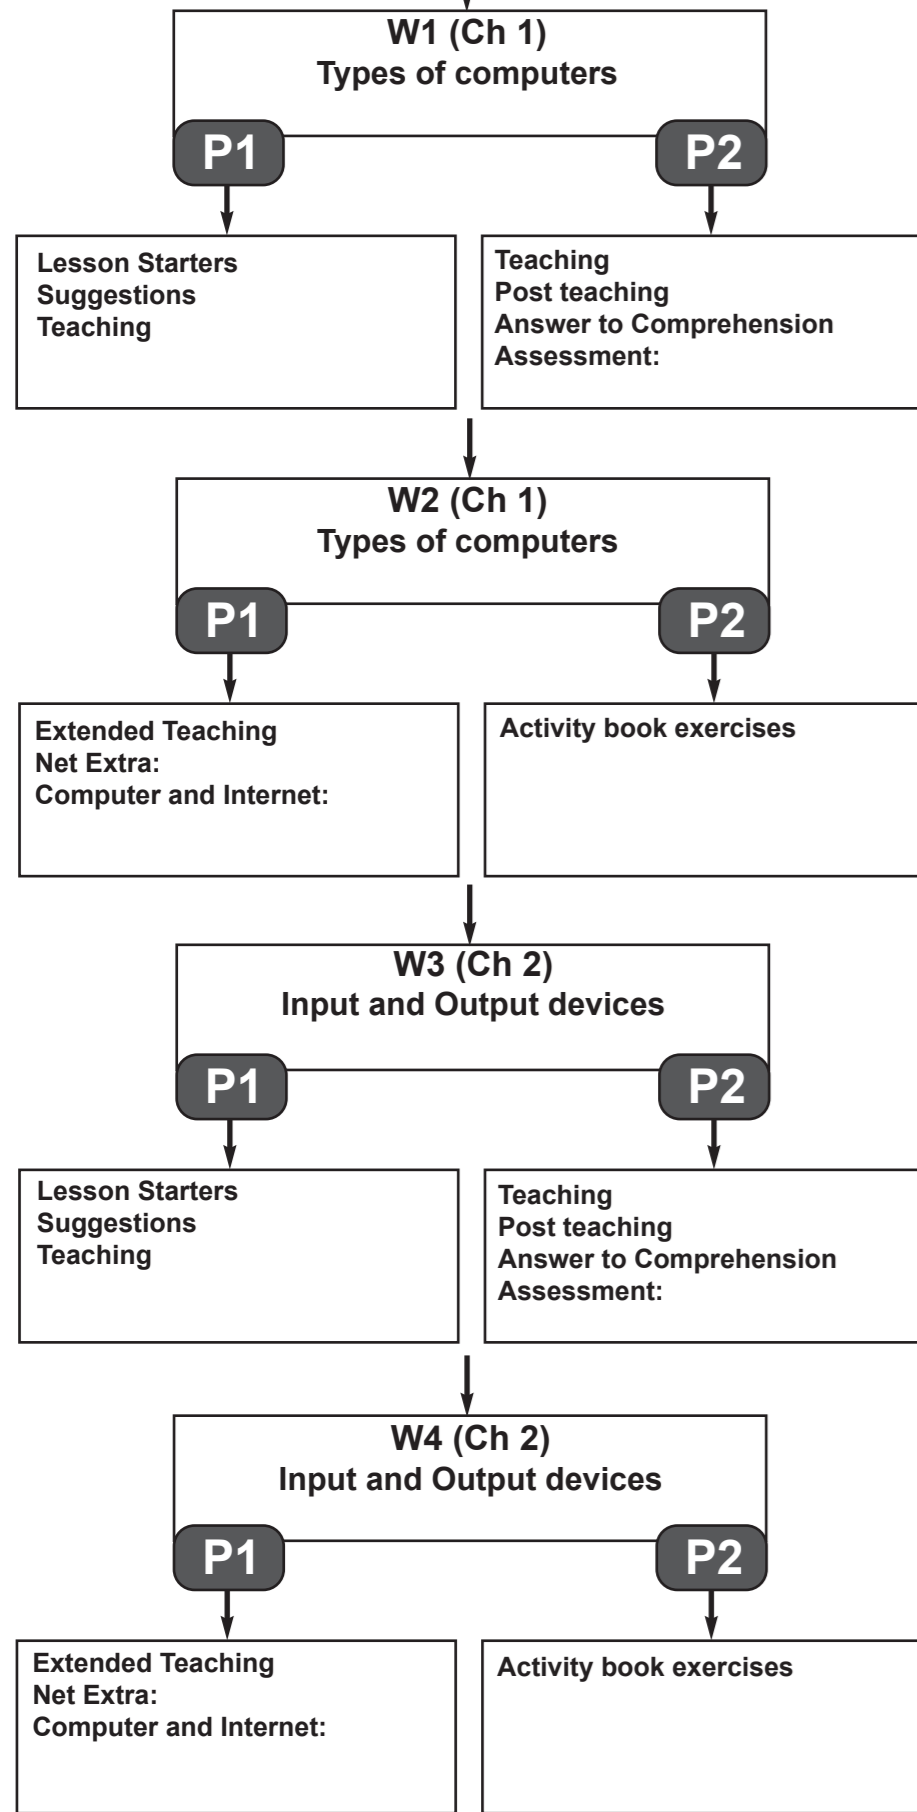 W1 (Ch 1)
Types of computers
P1
P2
Lesson Starters
Suggestions
Teaching
Teaching
Post teaching
Answer to Comprehension
Assessment:
W2 (Ch 1)
Types of computers
P1
P2
Extended Teaching
Net Extra:
Computer and Internet:
Activity book exercises
W3 (Ch 2)
Input and Output devices
P1
P2
Lesson Starters
Suggestions
Teaching
Teaching
Post teaching
Answer to Comprehension
Assessment:
W4 (Ch 2)
Input and Output devices
P1
P2
Extended Teaching
Net Extra:
Computer and Internet:
Activity book exercises